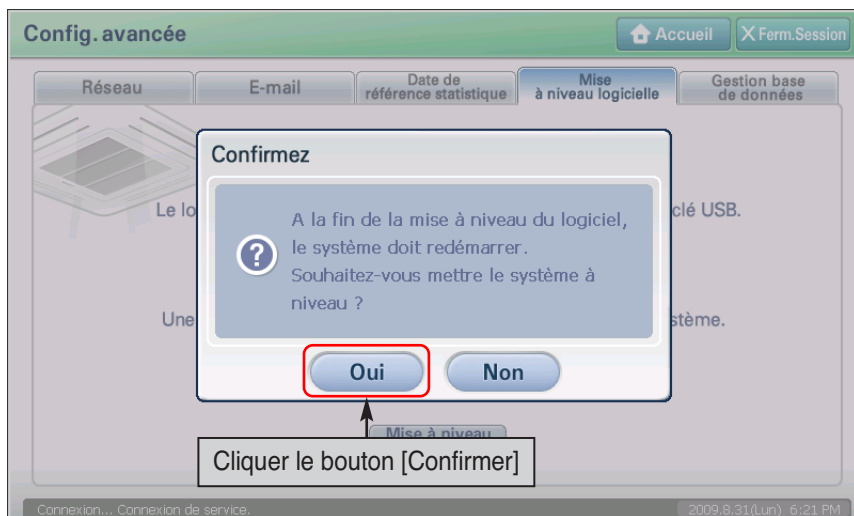 Config.avancée
Accueil
X Ferm.Session
Réseau
E-mail
Date de
référence statistique
Mise
à niveau logicielle
Gestion base
de données
Confirmez
Le lo
clé USB.
A la fin de la mise à niveau du logiciel,
le système doit redémarrer.
Souhaitez-vous mettre le système à
niveau ?
Une
stème.
Oui
Non
Mise à niveau
Cliquer le bouton [Confirmer]
Connexion... Connexion de service.
2009.8.31(Lun) 6:21 PM